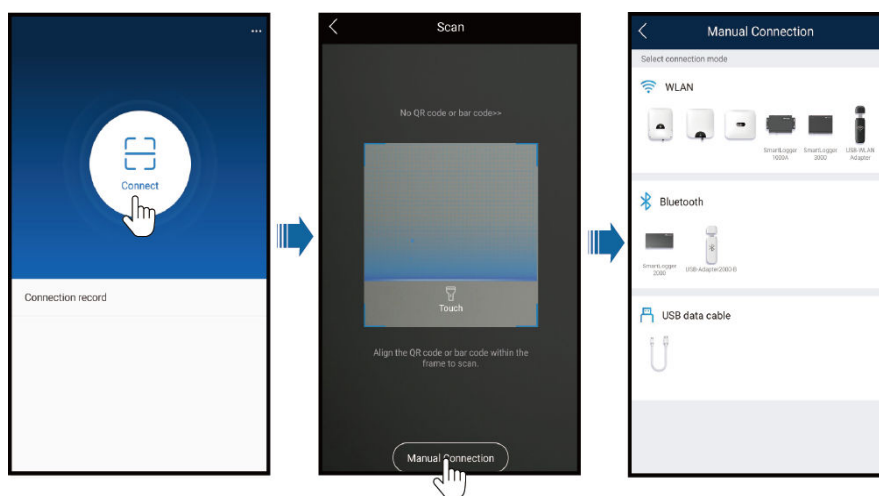 ...
Connect
Connection record
Scan
No QR code or bar code>>
Touch
Align the QR code or bar code within the
frame to scan.
Manual Connection
Manual Connection
Select connection mode
WLAN
SmartLogger
1000A
SmartLogger
3000
USB-WLAN
Adapter
Bluetooth
SmartLogger
2000
USB-Adapter2000-B
USB data cable